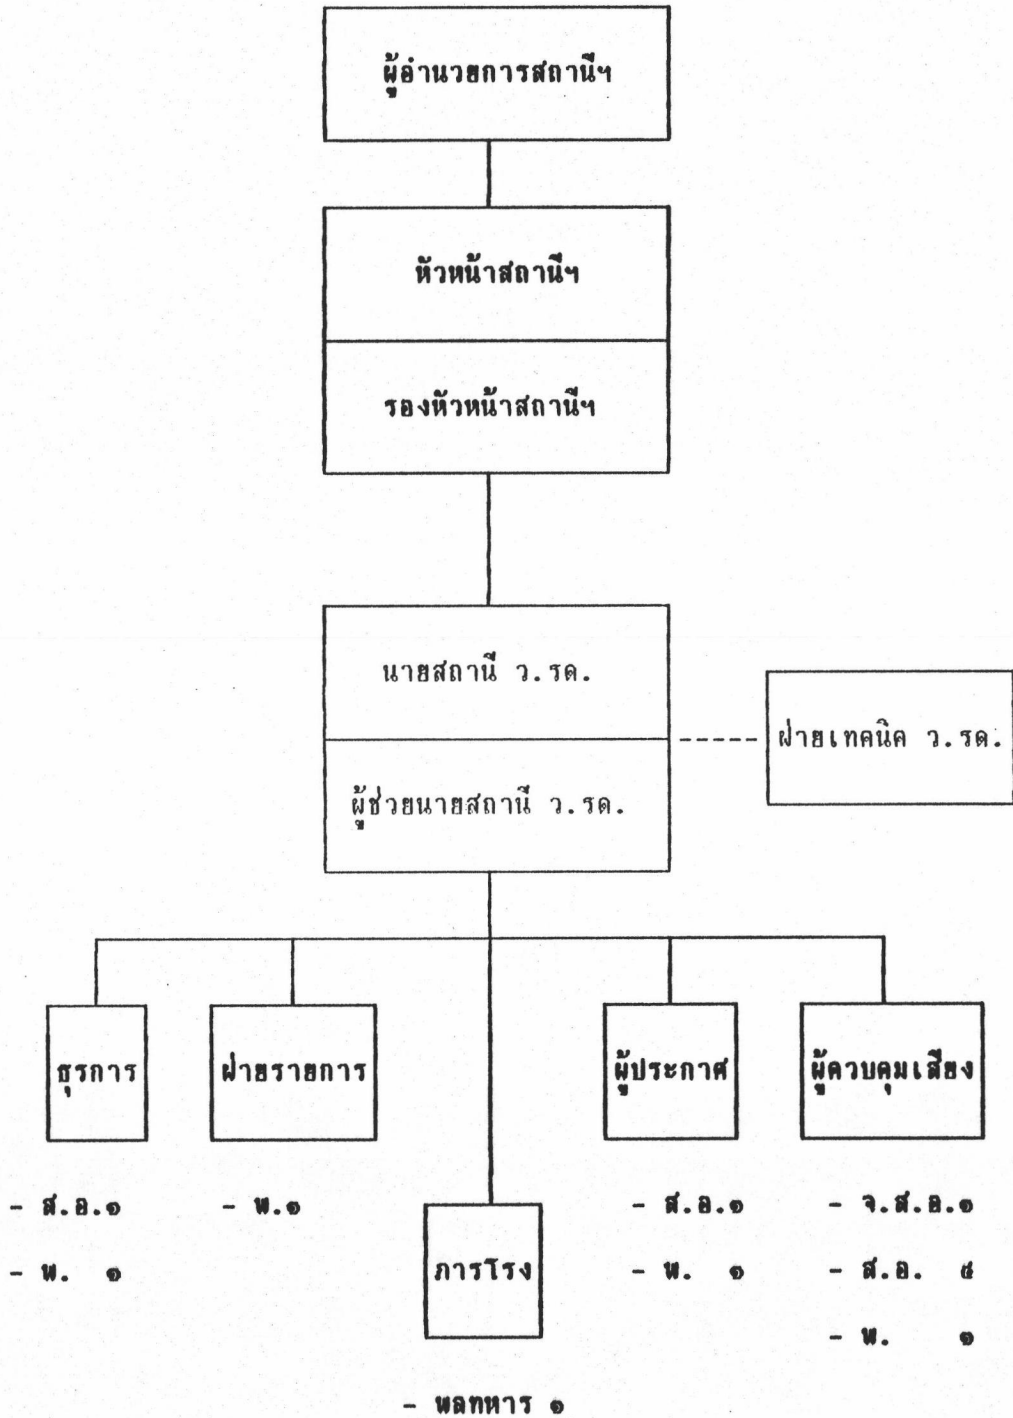 ผู้อำนวยการสถานีฯ
หัวหน้าสถานีฯ
รองหัวหน้าสถานีฯ
นายสถานี ว.รด.
ฝ่ายเทคนิค ว.รด.
ผู้ช่วยนายสถานี ว.รด.
ธุรการ
ฝ่ายรายการ
ผู้ประกาศ
ผู้ควบคุมเสียง
- ส.อ.๑
- พ.๑
- ส.อ.๑
- จ.ส.อ.๑
- พ. ๑
ภารโรง
- พ. ๑
- ส.อ. ๔
- พ. ๑
- พลทหาร ๑